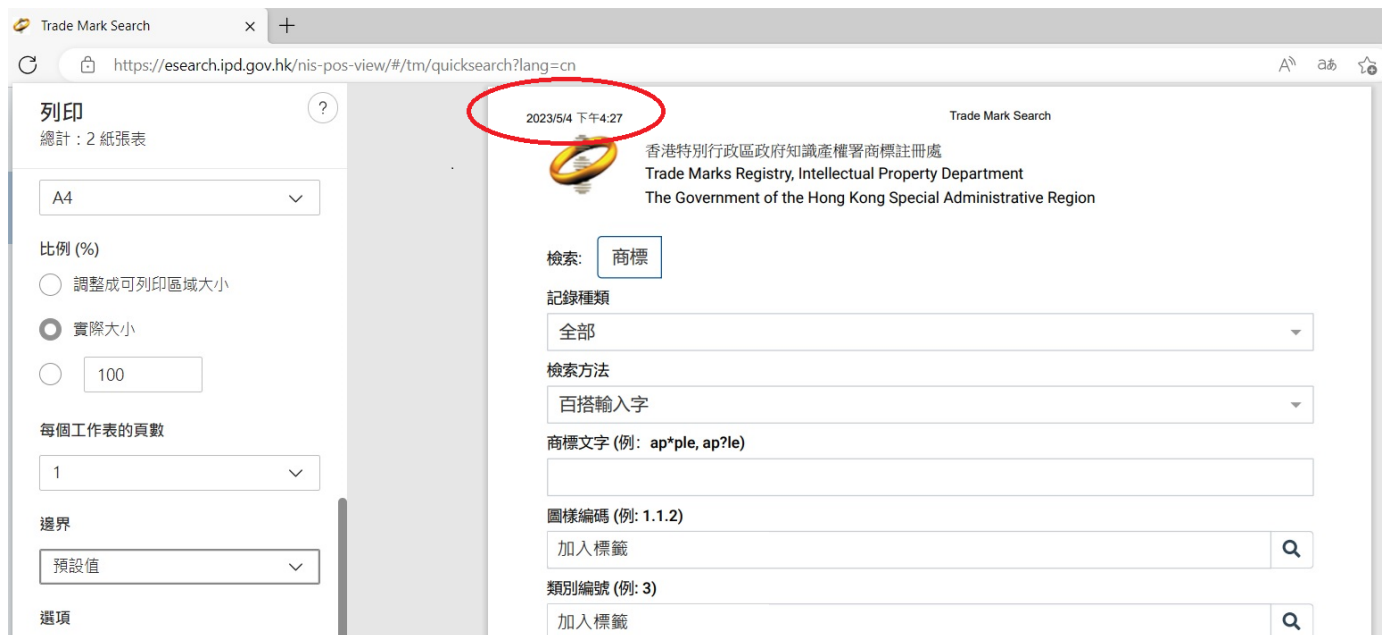 Trade Mark Search
https://esearch.ipd.gov.hk/nis-pos-view/#/tm/quicksearch?lang=cn
列印
總計：2 紙張表
A4
比例 (%)
調整成可列印區域大小
實際大小
100
每個工作表的頁數
1
邊界
預設值
選項
2023/5/4 下午4:27
Trade Mark Search
香港特別行政區政府知識產權署商標註冊處
Trade Marks Registry, Intellectual Property Department
The Government of the Hong Kong Special Administrative Region
檢索: 商標
記錄種類
全部
檢索方法
百搭輸入字
商標文字 (例: ap*ple, ap?le)
圖樣編碼 (例: 1.1.2)
加入標籤
類別編號 (例: 3)
加入標籤